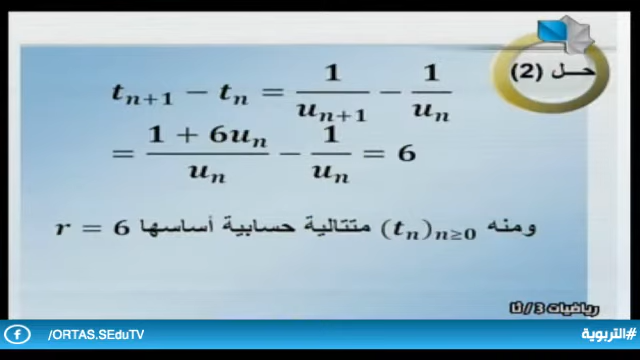 حل (2)
t_{n+1} − t_n = 1/u_{n+1} − 1/u_n
= (1 + 6u_n)/u_n − 1/u_n = 6
ومنه (t_n)_{n≥0} متتالية حسابية أساسها r = 6
رياضيات 3/ثا
/ORTAS.SEduTV
#التربوية